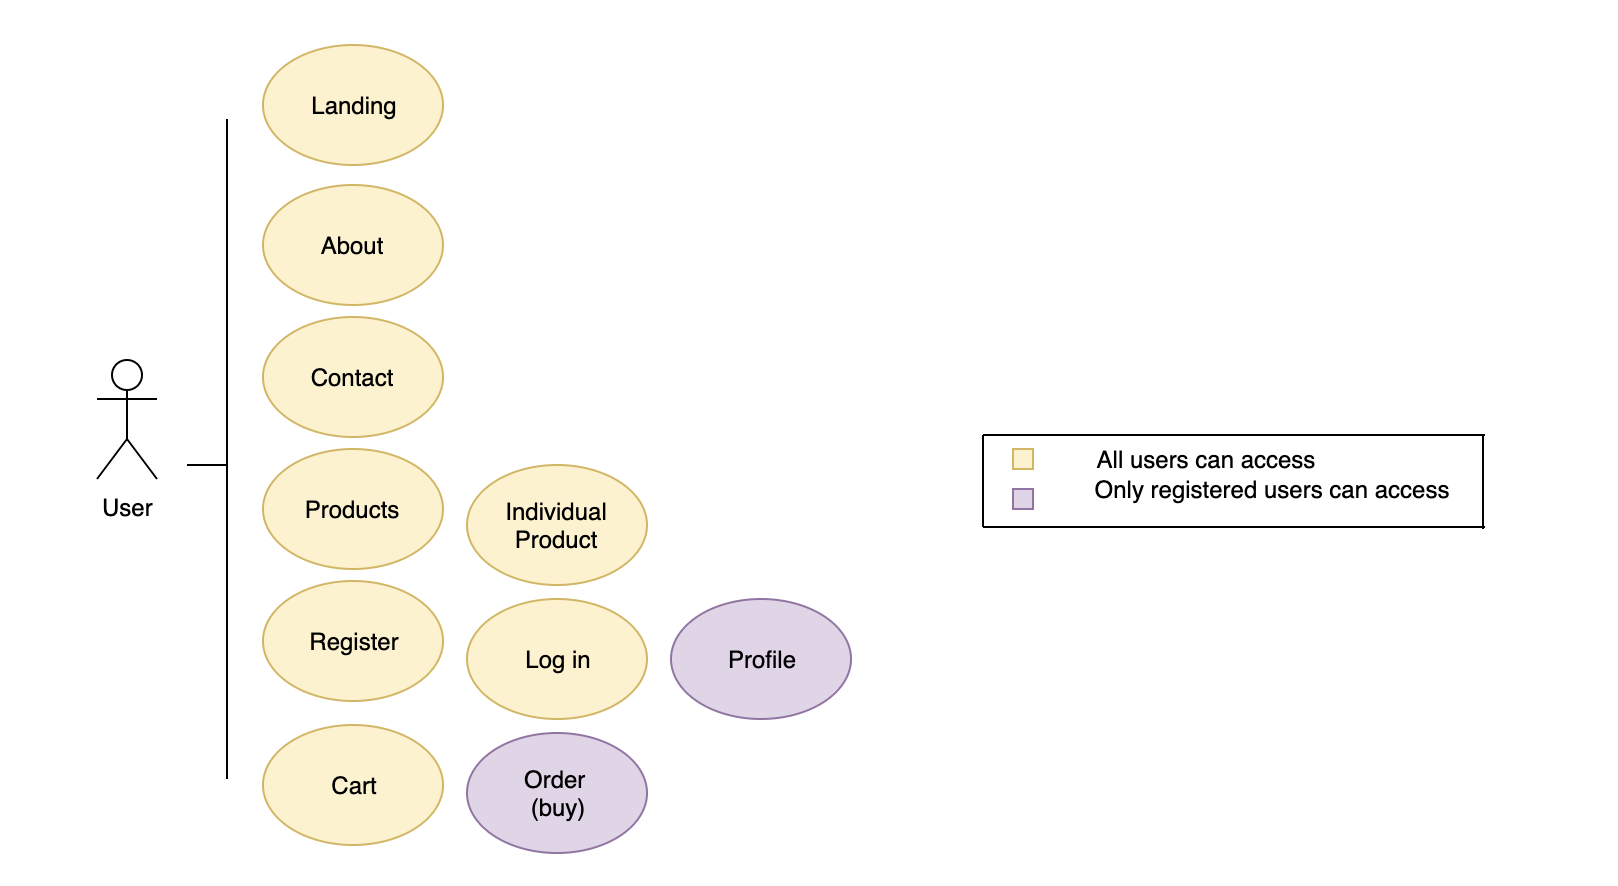 Landing
About
Contact
User
Products
Individual
Product
Register
Log in
Profile
Cart
Order
(buy)
All users can access
Only registered users can access